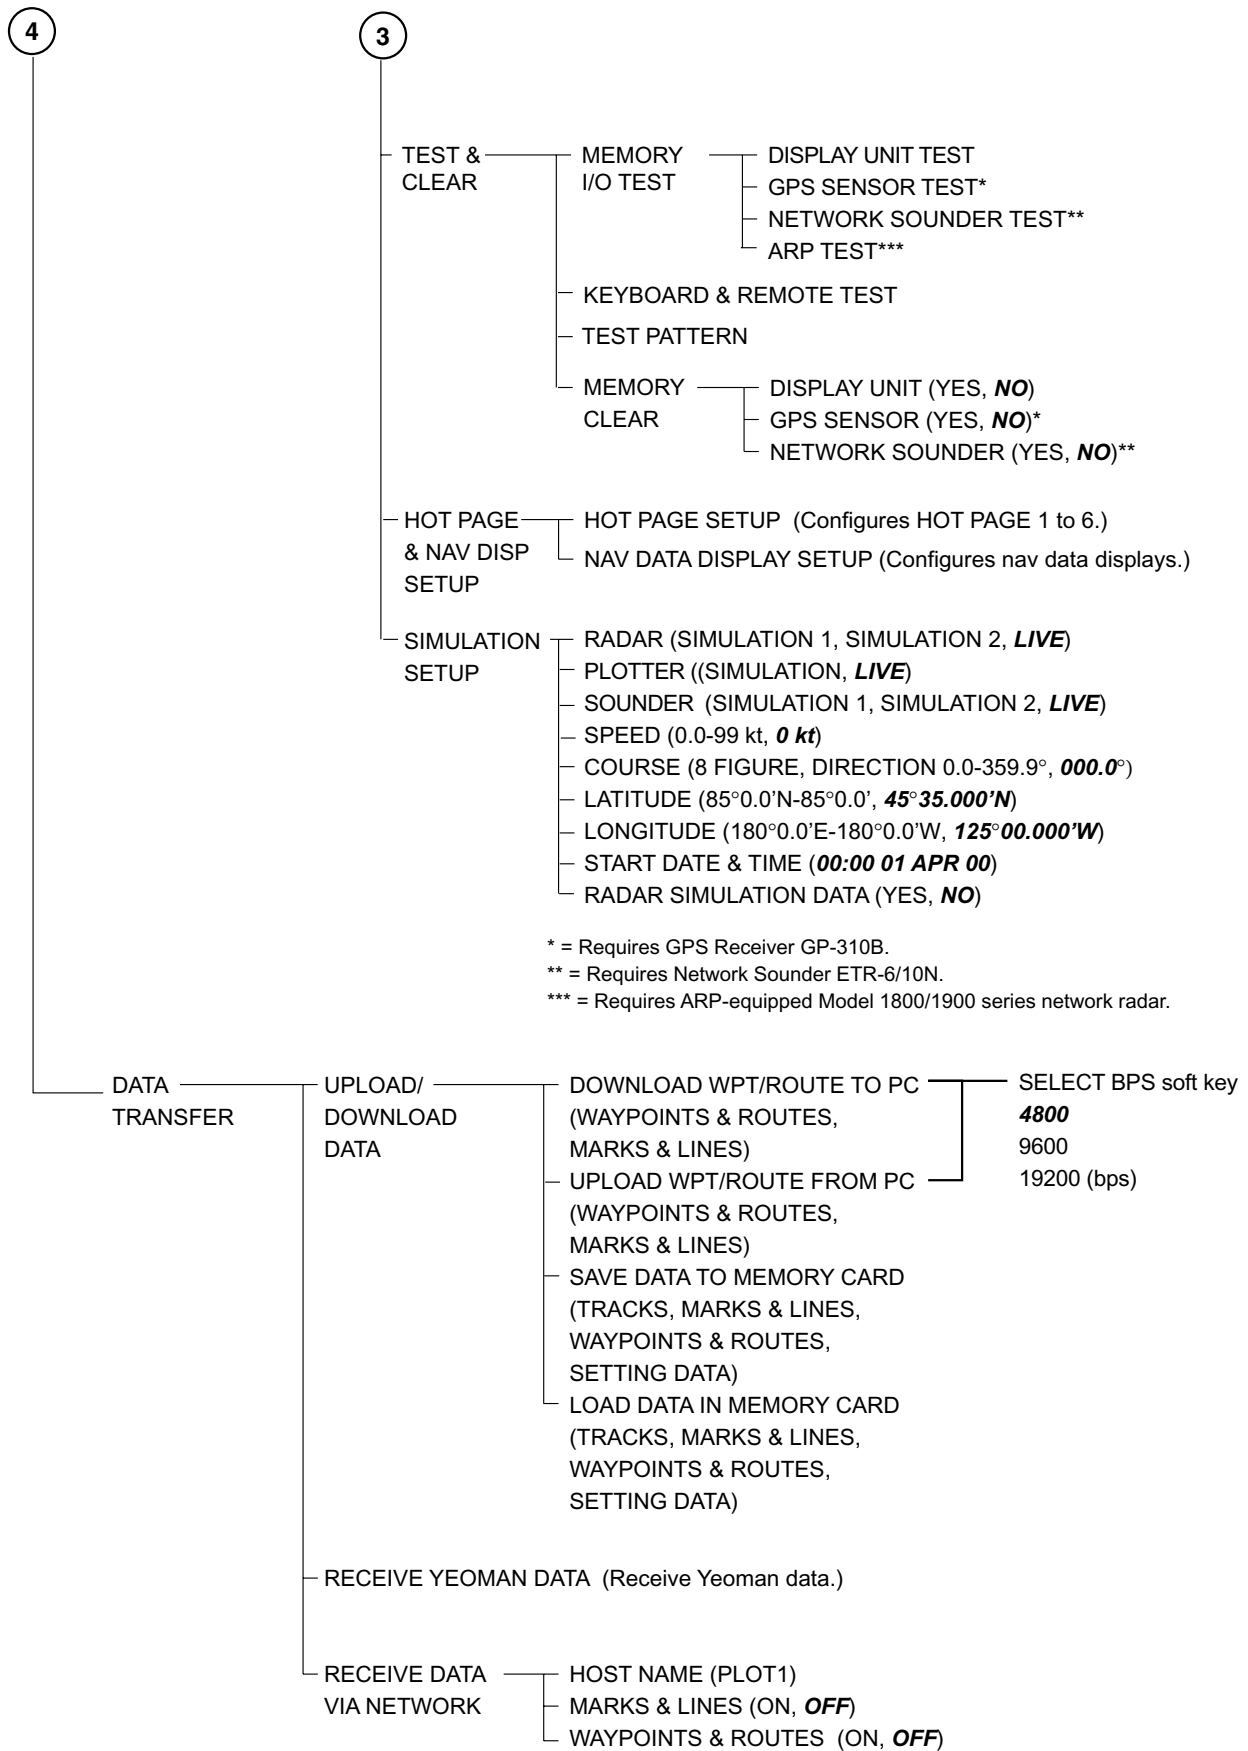 4
3
TEST &
CLEAR
MEMORY
I/O TEST
DISPLAY UNIT TEST
GPS SENSOR TEST*
NETWORK SOUNDER TEST**
ARP TEST***
KEYBOARD & REMOTE TEST
TEST PATTERN
MEMORY
CLEAR
DISPLAY UNIT (YES, NO)
GPS SENSOR (YES, NO)*
NETWORK SOUNDER (YES, NO)**
HOT PAGE
& NAV DISP
SETUP
HOT PAGE SETUP (Configures HOT PAGE 1 to 6.)
NAV DATA DISPLAY SETUP (Configures nav data displays.)
SIMULATION
SETUP
RADAR (SIMULATION 1, SIMULATION 2, LIVE)
PLOTTER ((SIMULATION, LIVE)
SOUNDER (SIMULATION 1, SIMULATION 2, LIVE)
SPEED (0.0-99 kt, 0 kt)
COURSE (8 FIGURE, DIRECTION 0.0-359.9°, 000.0°)
LATITUDE (85°0.0'N-85°0.0', 45°35.000'N)
LONGITUDE (180°0.0'E-180°0.0'W, 125°00.000'W)
START DATE & TIME (00:00 01 APR 00)
RADAR SIMULATION DATA (YES, NO)
* = Requires GPS Receiver GP-310B.
** = Requires Network Sounder ETR-6/10N.
*** = Requires ARP-equipped Model 1800/1900 series network radar.
DATA
TRANSFER
UPLOAD/
DOWNLOAD
DATA
DOWNLOAD WPT/ROUTE TO PC
(WAYPOINTS & ROUTES,
MARKS & LINES)
UPLOAD WPT/ROUTE FROM PC
(WAYPOINTS & ROUTES,
MARKS & LINES)
SELECT BPS soft key
4800
9600
19200 (bps)
SAVE DATA TO MEMORY CARD
(TRACKS, MARKS & LINES,
WAYPOINTS & ROUTES,
SETTING DATA)
LOAD DATA IN MEMORY CARD
(TRACKS, MARKS & LINES,
WAYPOINTS & ROUTES,
SETTING DATA)
RECEIVE YEOMAN DATA (Receive Yeoman data.)
RECEIVE DATA
VIA NETWORK
HOST NAME (PLOT1)
MARKS & LINES (ON, OFF)
WAYPOINTS & ROUTES (ON, OFF)